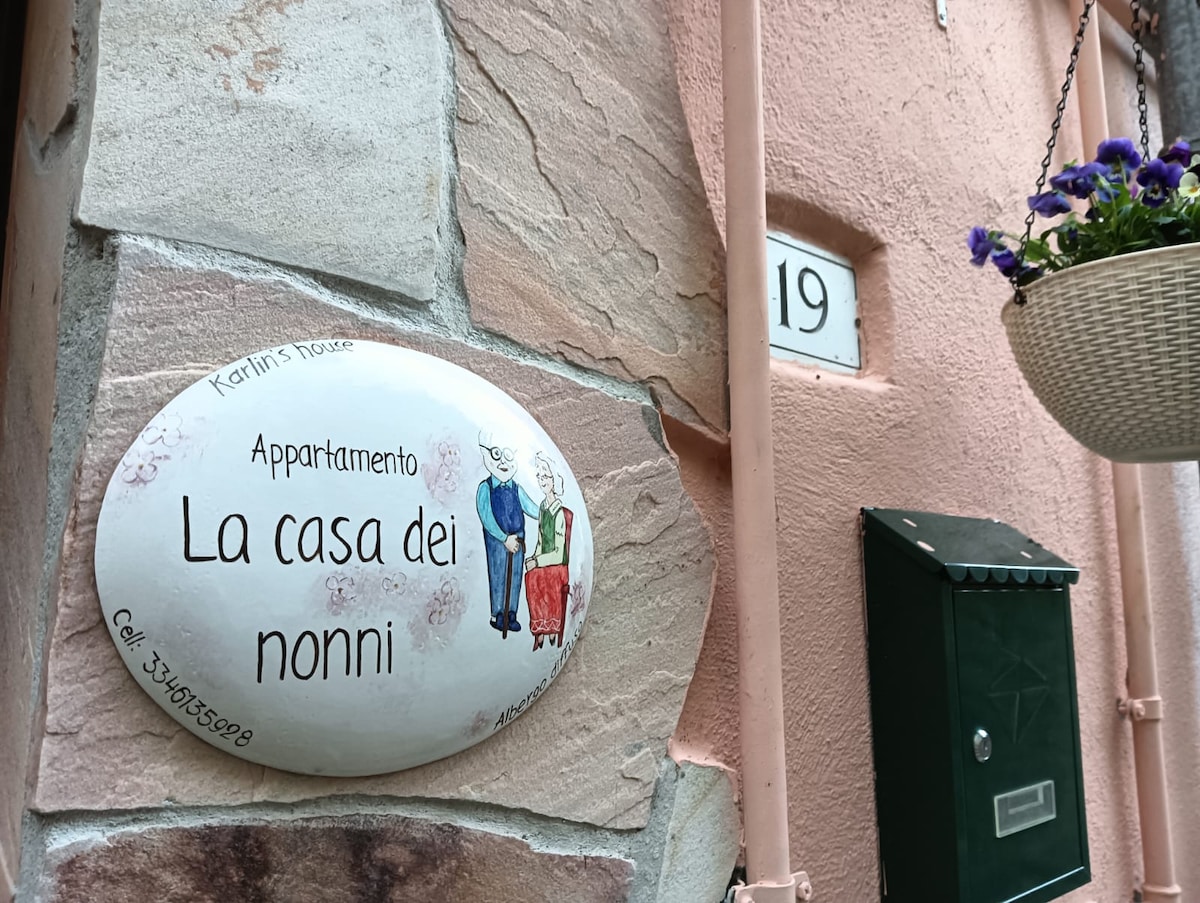 Karlin's house
Appartamento
La casa dei
nonni
Cell: 3346135928
Albergo diffuso
19